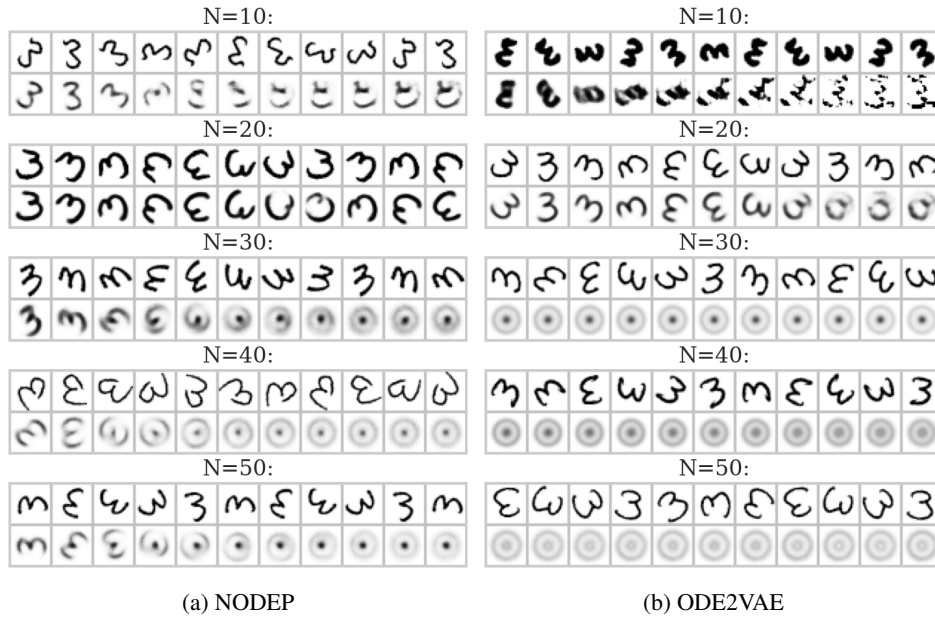 N=10:
N=20:
N=30:
N=40:
N=50:
(a) NODEP
N=10:
N=20:
N=30:
N=40:
N=50:
(b) ODE2VAE